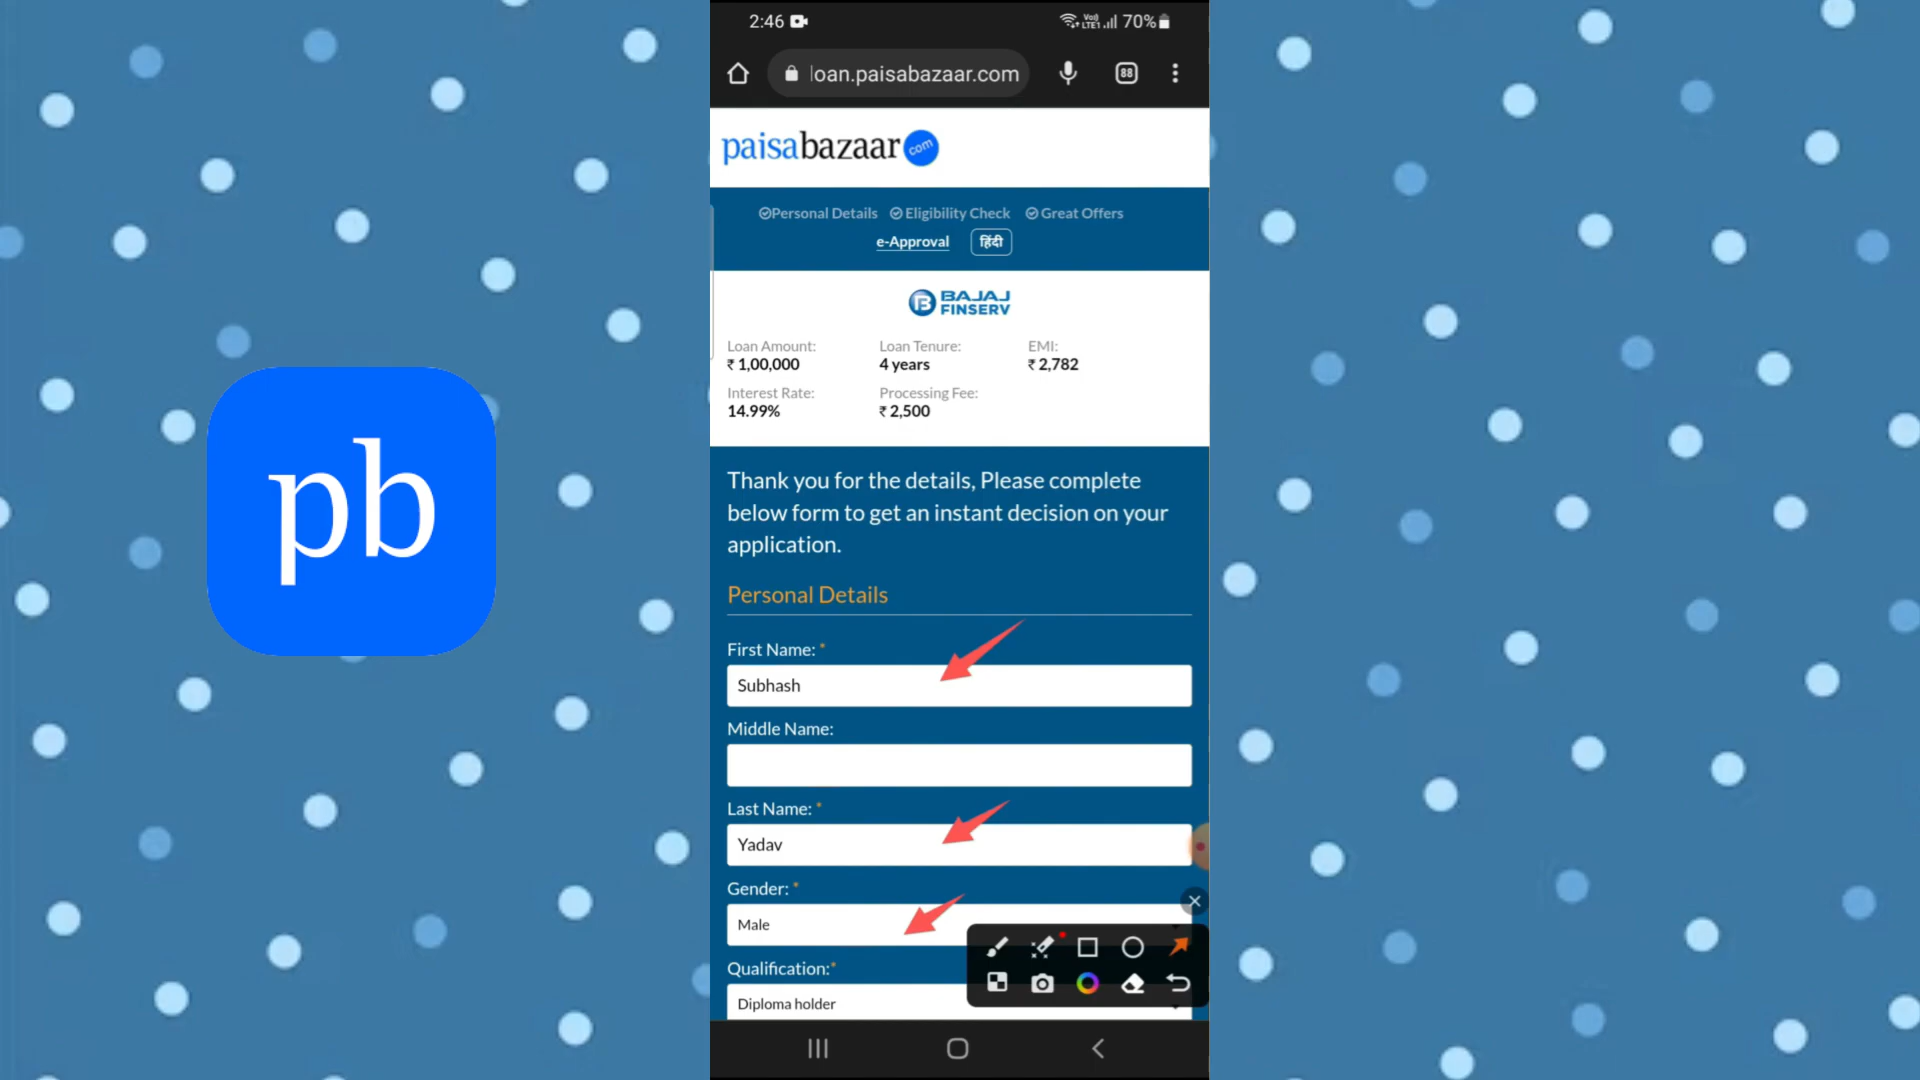 pb
2:46
Vo)
LTE1
70%
loan.paisabazaar.com
88
paisabazaar com
Personal Details Eligibility Check Great Offers
e-Approval हिंदी
B BAJAJ
FINSERV
Loan Amount: Loan Tenure: EMI:
₹ 1,00,000 4 years ₹ 2,782
Interest Rate: Processing Fee:
14.99% ₹ 2,500
Thank you for the details, Please complete
below form to get an instant decision on your
application.
Personal Details
First Name: *
Subhash
Middle Name:
Last Name: *
Yadav
Gender: *
Male
Qualification:*
Diploma holder